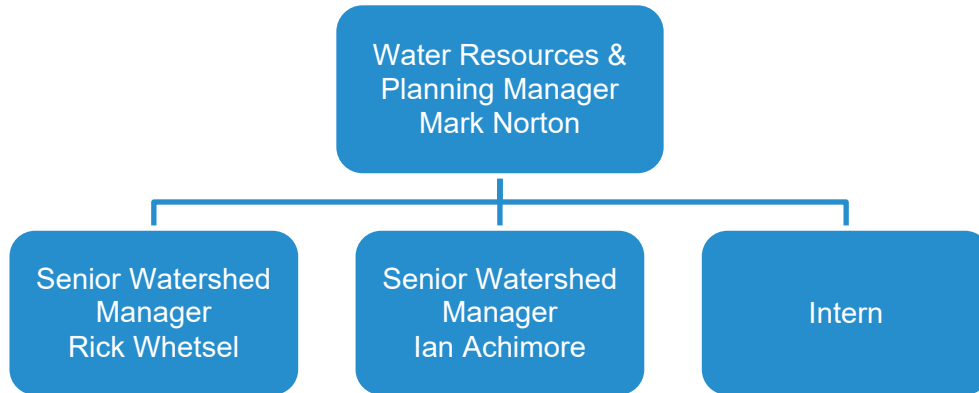 Water Resources &
Planning Manager
Mark Norton
Senior Watershed
Manager
Rick Whetsel
Senior Watershed
Manager
Ian Achimore
Intern